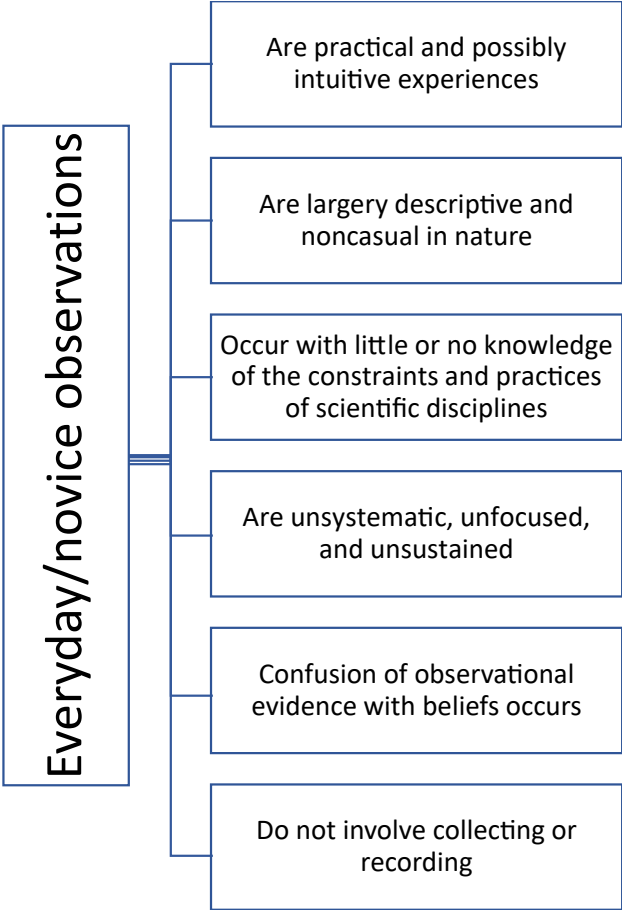 Everyday/novice observations
Are practical and possibly
intuitive experiences
Are largery descriptive and
noncasual in nature
Occur with little or no knowledge
of the constraints and practices
of scientific disciplines
Are unsystematic, unfocused,
and unsustained
Confusion of observational
evidence with beliefs occurs
Do not involve collecting or
recording